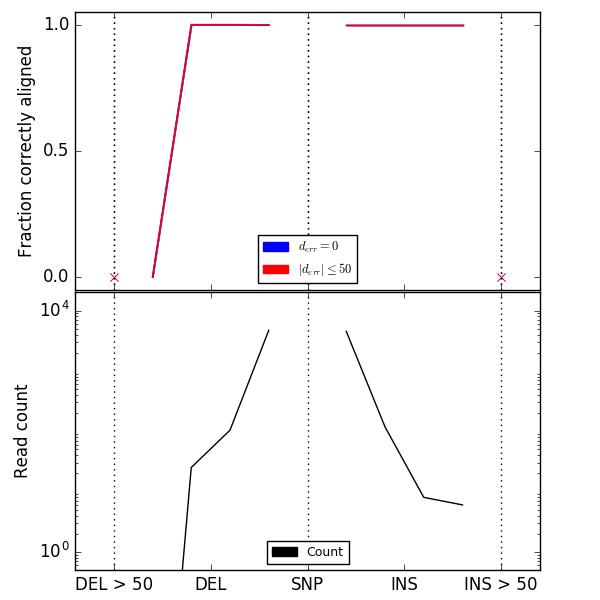 Fraction correctly aligned
1.0
0.5
0.0
d_err = 0
|d_err| ≤ 50
Read count
10^4
10^0
Count
DEL > 50 DEL SNP INS INS > 50